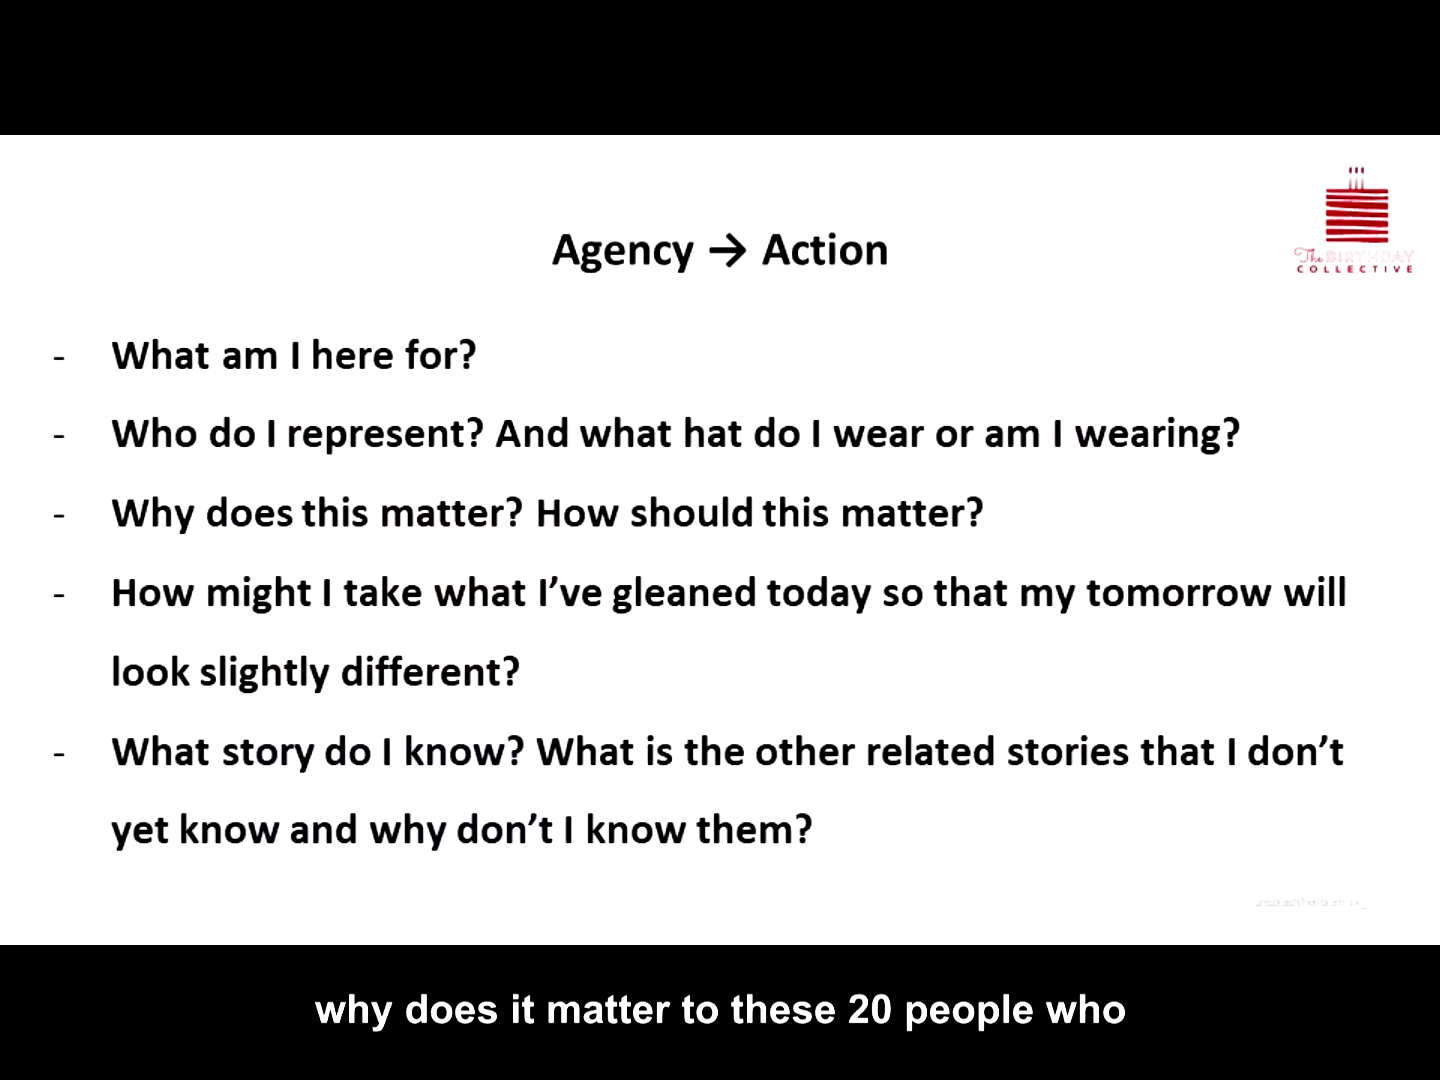 The BIRTHDAY
COLLECTIVE
Agency → Action
- What am I here for?
- Who do I represent? And what hat do I wear or am I wearing?
- Why does this matter? How should this matter?
- How might I take what I’ve gleaned today so that my tomorrow will
look slightly different?
- What story do I know? What is the other related stories that I don’t
yet know and why don’t I know them?
why does it matter to these 20 people who